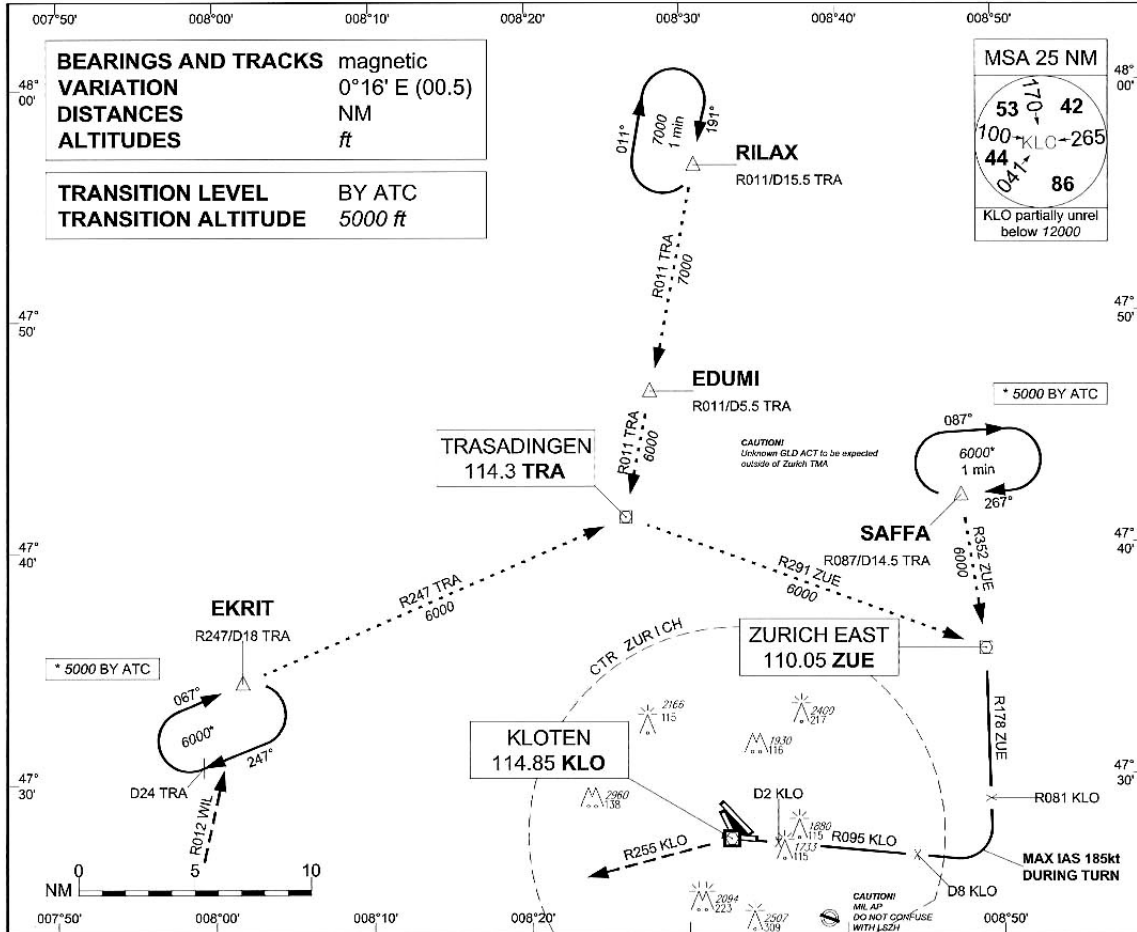 007°50' 008°00' 008°10' 008°30' 008°40' 008°50'
BEARINGS AND TRACKS magnetic
VARIATION 0°16' E (00.5)
DISTANCES NM
ALTITUDES ft
TRANSITION LEVEL BY ATC
TRANSITION ALTITUDE 5000 ft
48° 00'
48° 00'
MSA 25 NM
53
170
42
100
KLO
265
44
041
86
KLO partially unrel
below 12000
011°
7000
1 min
191°
RILAX
R011/D15.5 TRA
R011 TRA
7000
47° 50'
47° 50'
EDUMI
R011/D5.5 TRA
R011 TRA
6000
* 5000 BY ATC
087°
6000*
1 min
267°
CAUTION!
Unknown GLD ACT to be expected
outside of Zurich TMA
TRASADINGEN
114.3 TRA
SAFFA
R087/D14.5 TRA
R352 ZUE
6000
47° 40'
47° 40'
R247 TRA
6000
R291 ZUE
6000
EKRIT
R247/D18 TRA
* 5000 BY ATC
067°
6000*
247°
D24 TRA
R012 WIL
CTR ZURICH
ZURICH EAST
110.05 ZUE
R178 ZUE
2166
115
2400
217
1930
116
KLOTEN
114.85 KLO
47° 30'
47° 30'
2960
138
D2 KLO
R081 KLO
1880
115
1733
115
R095 KLO
R255 KLO
MAX IAS 185kt
DURING TURN
D8 KLO
0 5 10
NM
2094
223
2507
309
CAUTION!
MIL AP
DO NOT CONFUSE
WITH LSZH
007°50' 008°00' 008°10' 008°20' 008°30' 008°40' 008°50'